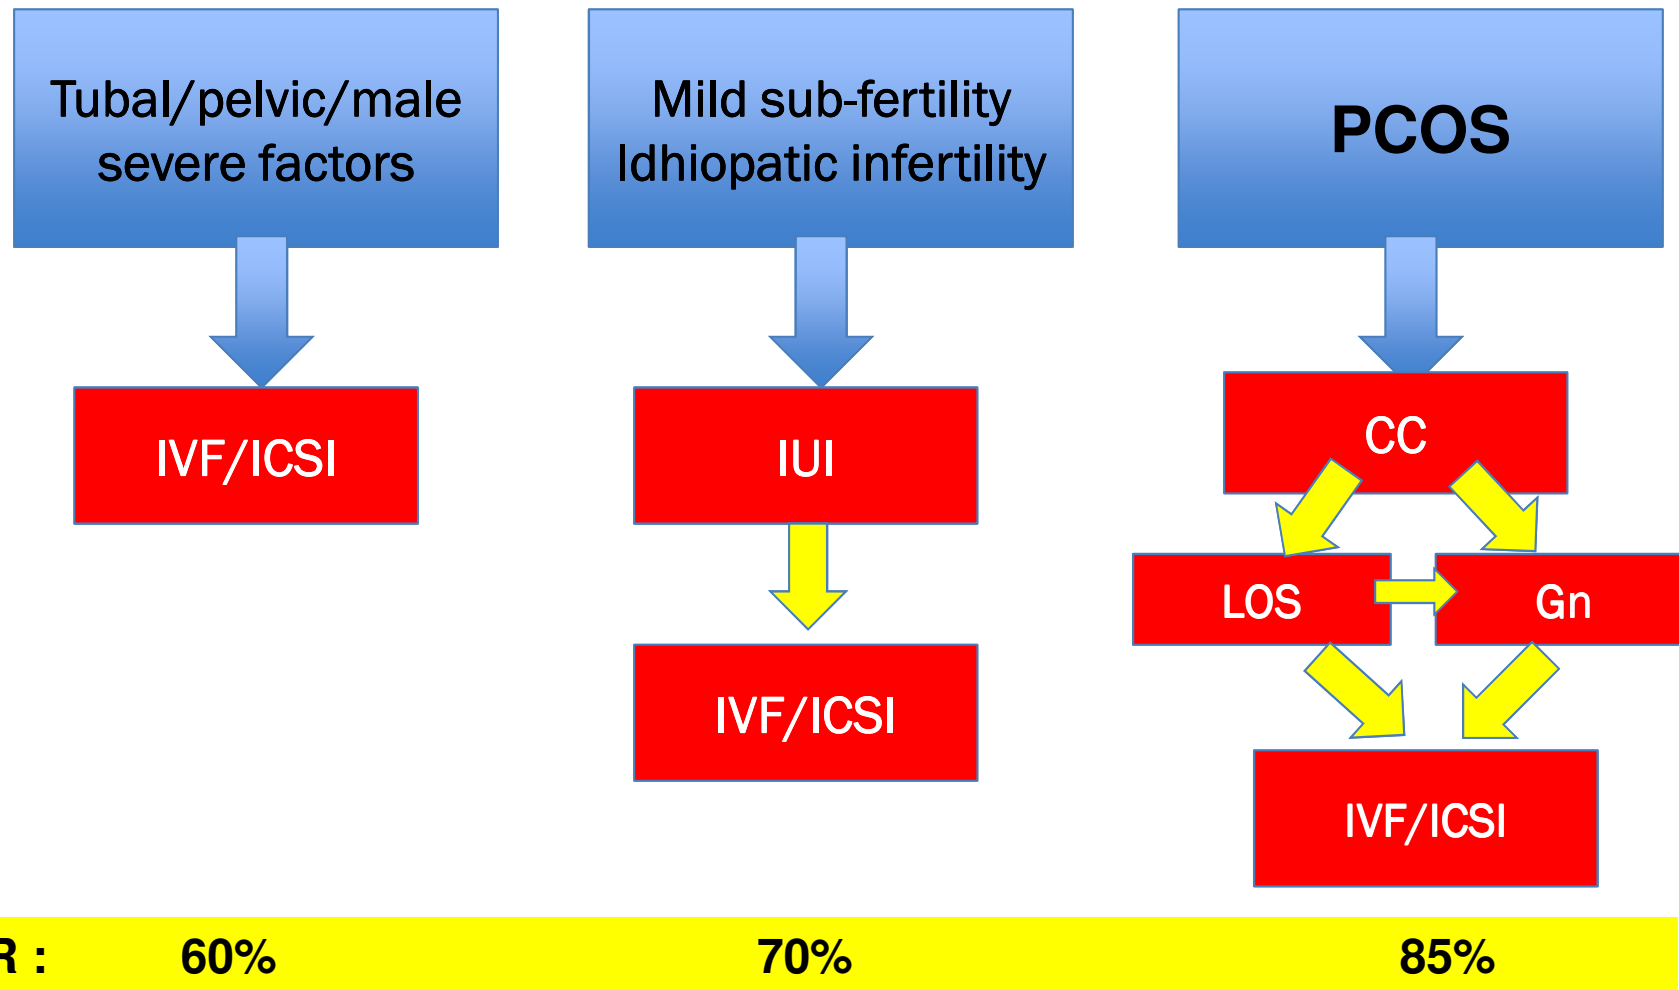 Tubal/pelvic/male
severe factors
Mild sub-fertility
Idhiopatic infertility
PCOS
IVF/ICSI
IUI
CC
LOS
Gn
IVF/ICSI
IVF/ICSI
R : 60% 70% 85%